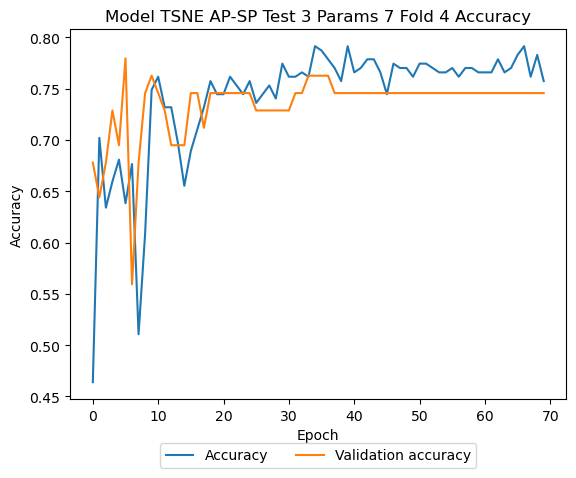 Model TSNE AP-SP Test 3 Params 7 Fold 4 Accuracy
0.80
0.75
0.70
0.65
0.60
0.55
0.50
0.45
Accuracy
0 10 20 30 40 50 60 70
Epoch
Accuracy Validation accuracy